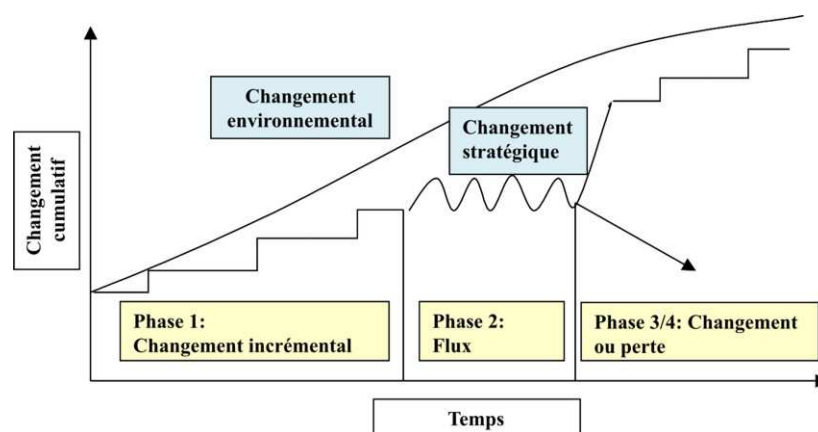 Changement
environnemental
Changement
stratégique
Changement
cumulatif
Phase 1:
Changement incrémental
Phase 2:
Flux
Phase 3/4: Changement
ou perte
Temps